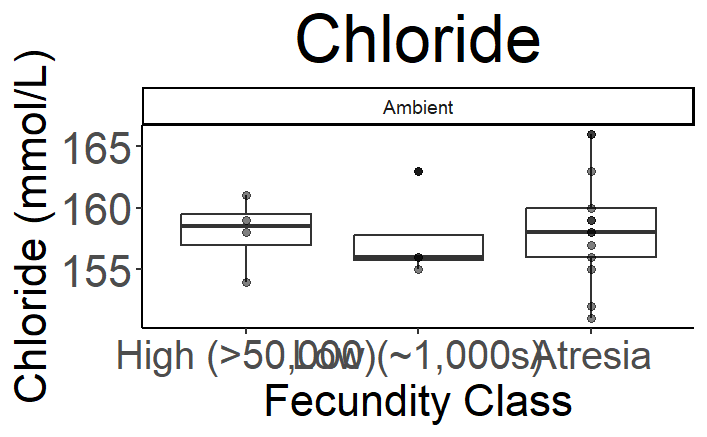 Chloride
Ambient
Chloride (mmol/L)
165
160
155
High (>50,000)
Low (~1,000s)
Atresia
Fecundity Class